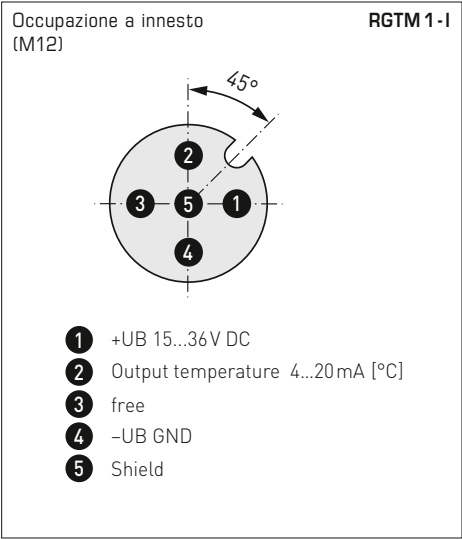 Occupazione a innesto RGTM 1 - I
(M12)
45°
2
3 5 1
4
1 +UB 15...36 V DC
2 Output temperature 4...20 mA [°C]
3 free
4 –UB GND
5 Shield